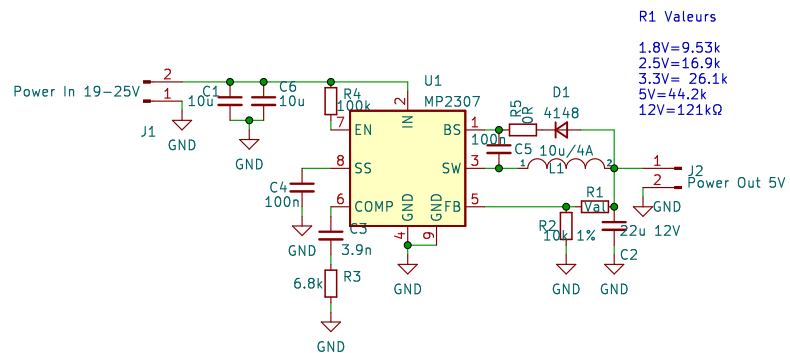 R1 Valeurs
1.8V=9.53k
2.5V=16.9k
3.3V= 26.1k
5V=44.2k
12V=121kΩ
Power In 19-25V
2
1
J1
GND
C1
10u
C6
10u
GND
R4
100k
U1
MP2307
2
IN
7
EN
8
SS
6
COMP
BS
1
SW
3
FB
5
GND
4
GND
9
GND
C4
100n
GND
C3
3.9n
R3
6.8k
GND
R5
0R
D1
4148
100n
C5
10u/4A
1
L1
2
R1
Val
R2
10k 1%
GND
22u 12V
C2
GND
1
2
J2
Power Out 5V
GND